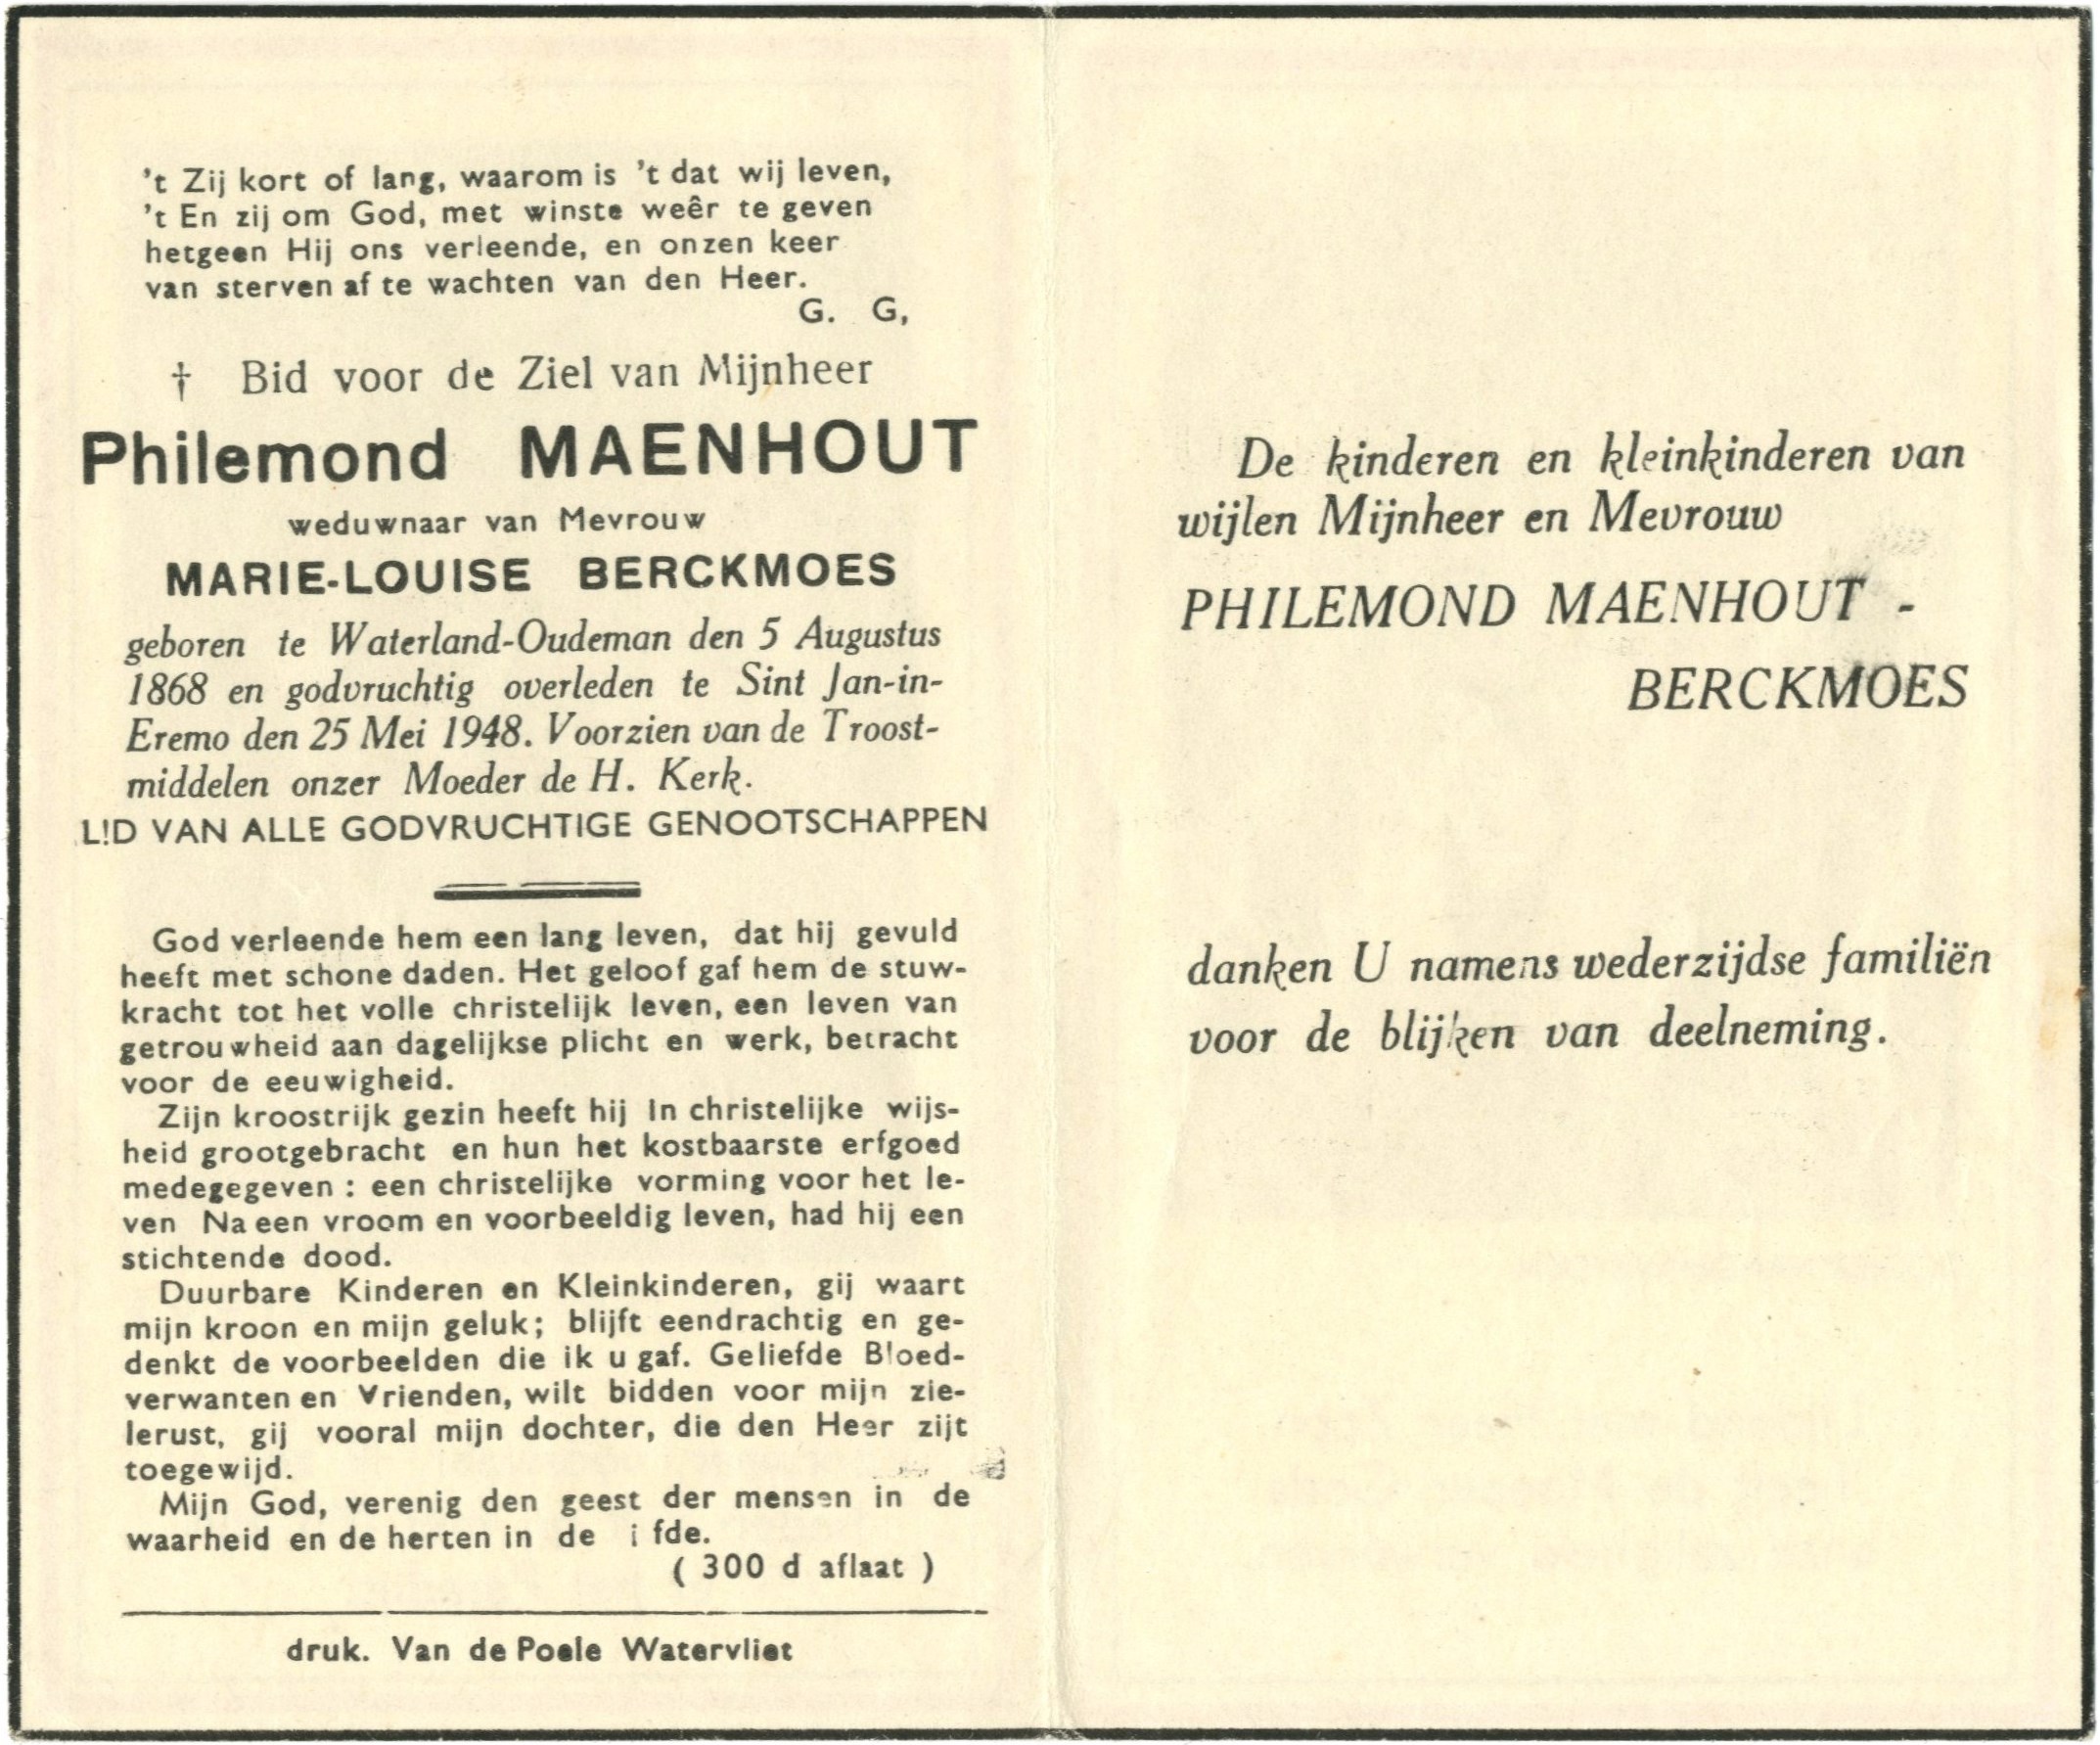 't Zij kort of lang, waarom is 't dat wij leven,
't En zij om God, met winste weêr te geven
hetgeen Hij ons verleende, en onzen keer
van sterven af te wachten van den Heer.
G. G,
† Bid voor de Ziel van Mijnheer
Philemond MAENHOUT
weduwnaar van Mevrouw
MARIE-LOUISE BERCKMOES
geboren te Waterland-Oudeman den 5 Augustus
1868 en godvruchtig overleden te Sint Jan-in-
Eremo den 25 Mei 1948. Voorzien van de Troost-
middelen onzer Moeder de H. Kerk.
L!D VAN ALLE GODVRUCHTIGE GENOOTSCHAPPEN
God verleende hem een lang leven, dat hij gevuld
heeft met schone daden. Het geloof gaf hem de stuw-
kracht tot het volle christelijk leven, een leven van
getrouwheid aan dagelijkse plicht en werk, betracht
voor de eeuwigheid.
Zijn kroostrijk gezin heeft hij In christelijke wijs-
heid grootgebracht en hun het kostbaarste erfgoed
medegegeven : een christelijke vorming voor het le-
ven Na een vroom en voorbeeldig leven, had hij een
stichtende dood.
Duurbare Kinderen en Kleinkinderen, gij waart
mijn kroon en mijn geluk; blijft eendrachtig en ge-
denkt de voorbeelden die ik u gaf. Geliefde Bloed-
verwanten en Vrienden, wilt bidden voor mijn zie-
lerust, gij vooral mijn dochter, die den Heer zijt
toegewijd.
Mijn God, verenig den geest der mensen in de
waarheid en de herten in de i fde.
( 300 d aflaat )
druk. Van de Poele Watervliet
De kinderen en kleinkinderen van
wijlen Mijnheer en Mevrouw
PHILEMOND MAENHOUT -
BERCKMOES
danken U namens wederzijdse familiën
voor de blijken van deelneming.